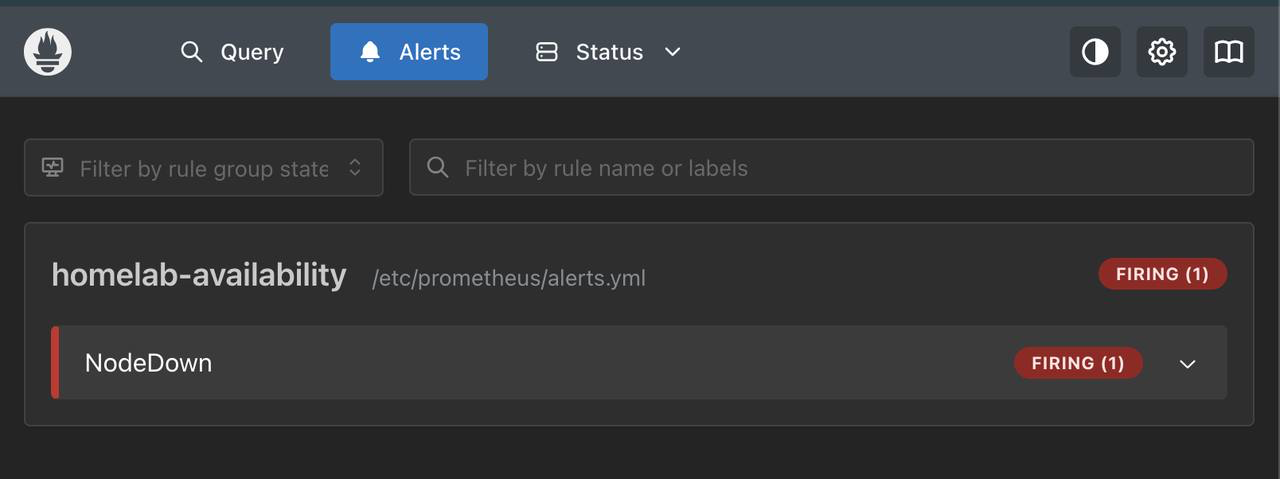 Query Alerts Status
Filter by rule group state Filter by rule name or labels
homelab-availability /etc/prometheus/alerts.yml FIRING (1)
NodeDown FIRING (1)